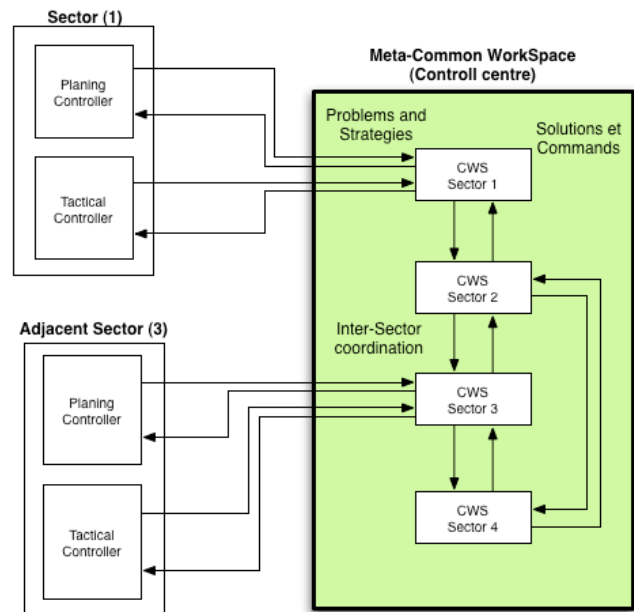 Sector (1)
Planing
Controller
Tactical
Controller
Adjacent Sector (3)
Planing
Controller
Tactical
Controller
Meta-Common WorkSpace
(Controll centre)
Problems and
Strategies
Solutions et
Commands
CWS
Sector 1
CWS
Sector 2
Inter-Sector
coordination
CWS
Sector 3
CWS
Sector 4